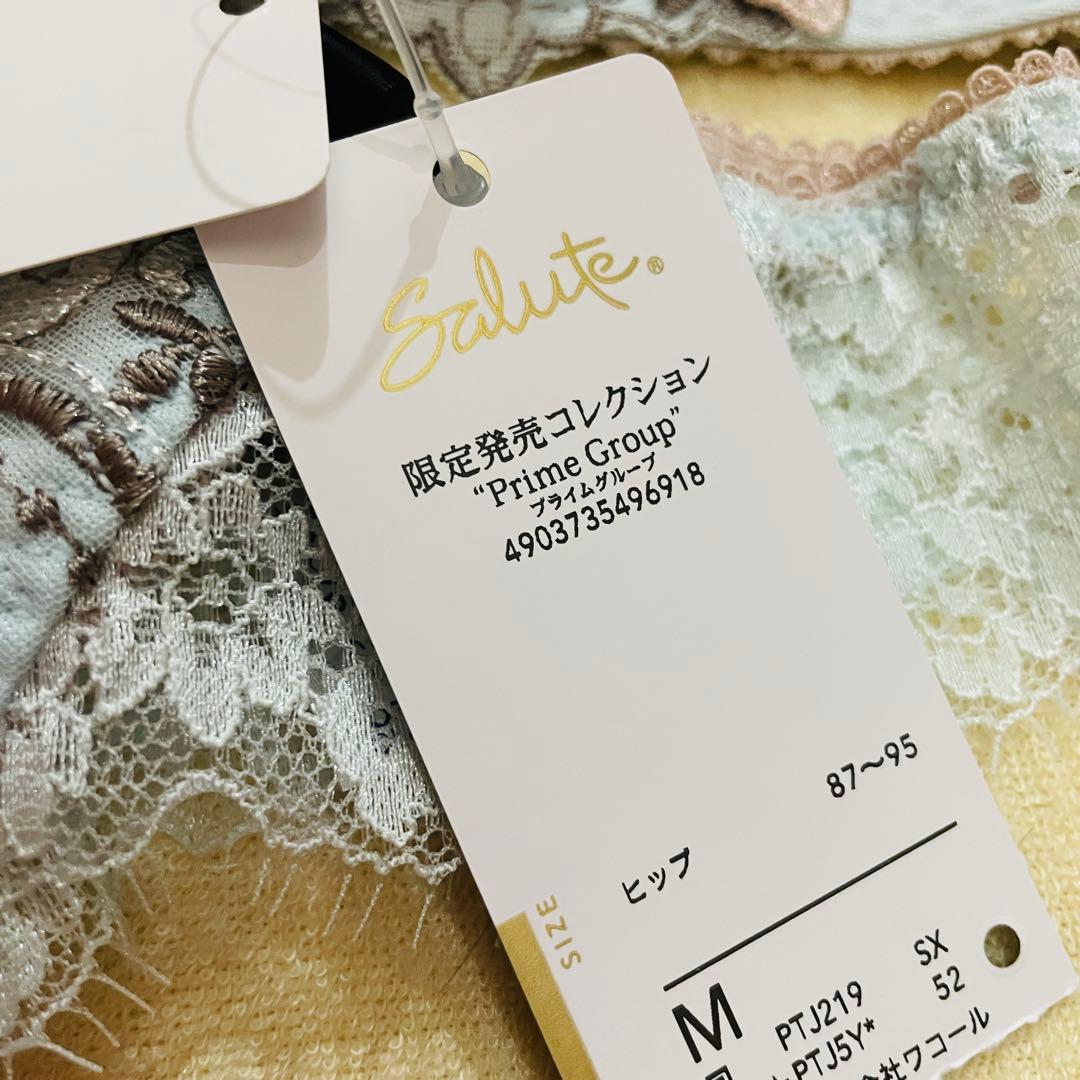 Salute®
限定発売コレクション
“Prime Group”
プライムグループ
4903735496918
87〜95
ヒップ
SIZE
M PTJ219 SX
PTJ5Y* 52
会社ワコール